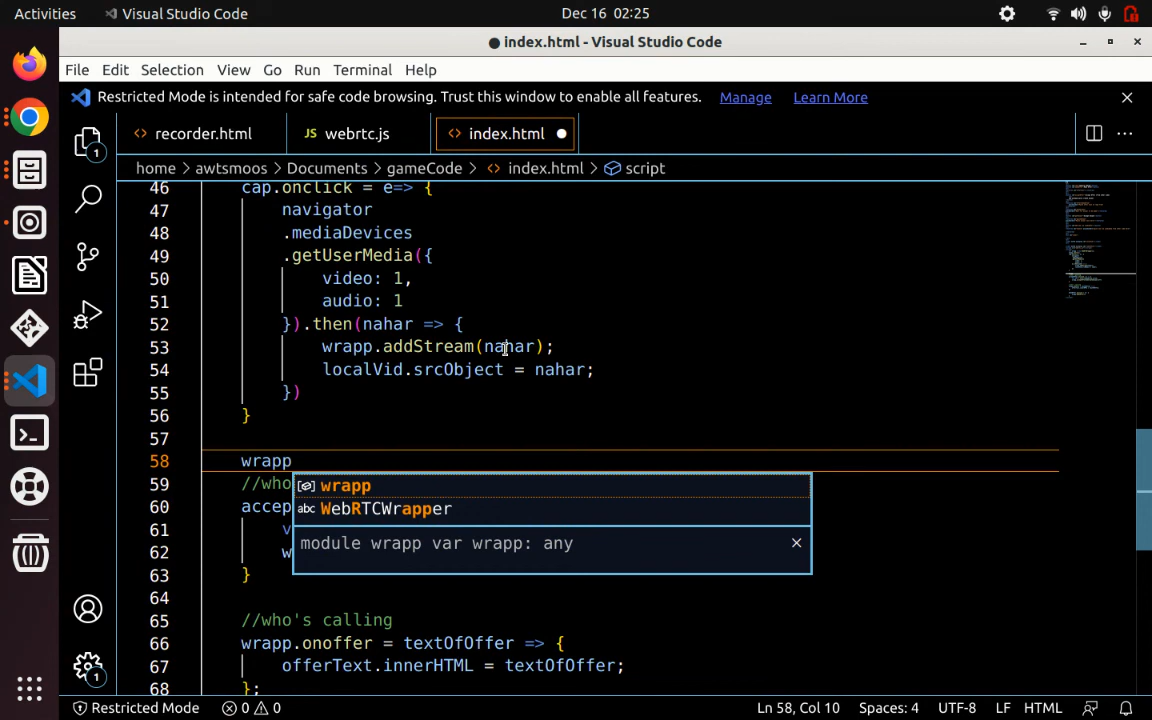 Activities Visual Studio Code Dec 16 02:25
index.html - Visual Studio Code
File Edit Selection View Go Run Terminal Help
Restricted Mode is intended for safe code browsing. Trust this window to enable all features. Manage Learn More
recorder.html JS webrtc.js index.html
home > awtsmoos > Documents > gameCode > index.html > script
46 cap.onclick = e=> {
47 navigator
48 .mediaDevices
49 .getUserMedia({
50 video: 1,
51 audio: 1
52 }).then(nahar => {
53 wrapp.addStream(nahar);
54 localVid.srcObject = nahar;
55 })
56 }
57
58 wrapp
59 //who
wrapp
60 accep
abc WebRTCWrapper
61 v
module wrapp var wrapp: any
62 w
63 }
64
65 //who's calling
66 wrapp.onoffer = textOfOffer => {
67 offerText.innerHTML = textOfOffer;
68 };
1
1
Restricted Mode 0 0 Ln 58, Col 10 Spaces: 4 UTF-8 LF HTML